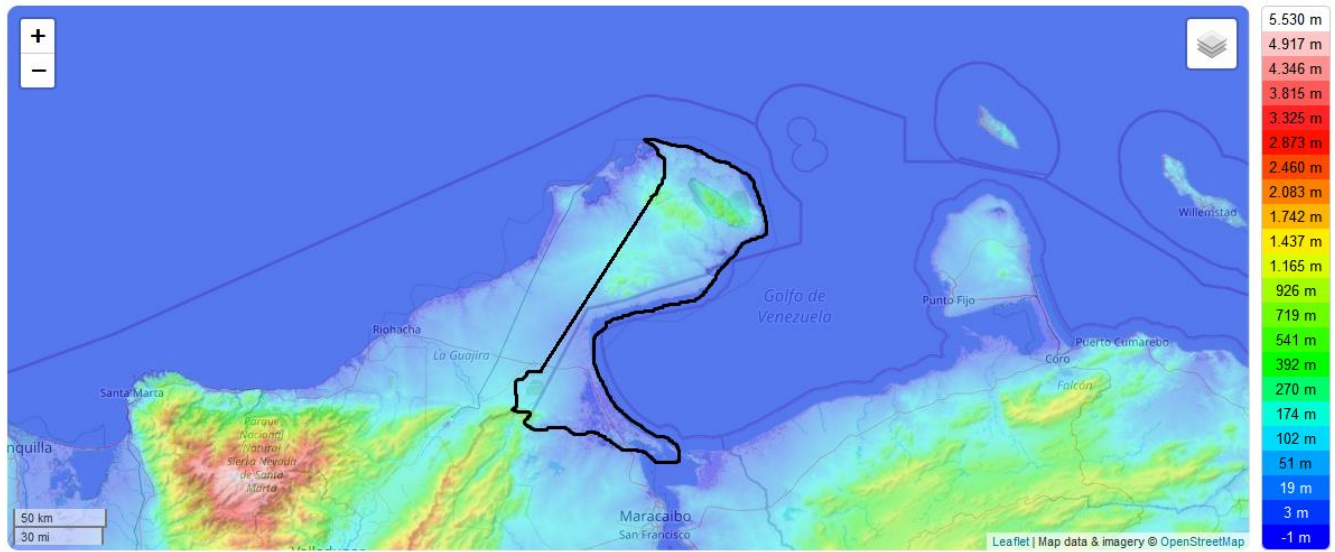 +
−
5.530 m
4.917 m
4.346 m
3.815 m
3.325 m
2.873 m
2.460 m
2.083 m
1.742 m
1.437 m
1.165 m
926 m
719 m
541 m
392 m
270 m
174 m
102 m
51 m
19 m
3 m
-1 m
Willemstad
Golfo de
Venezuela
Punto Fijo
Riohacha
La Guajira
Puerto Cumarebo
Coro
Falcón
Santa Marta
Parque
Nacional
Natural
Sierra Nevada
de Santa
Marta
nquilla
Maracaibo
San Francisco
50 km
30 mi
Leaflet | Map data & imagery © OpenStreetMap